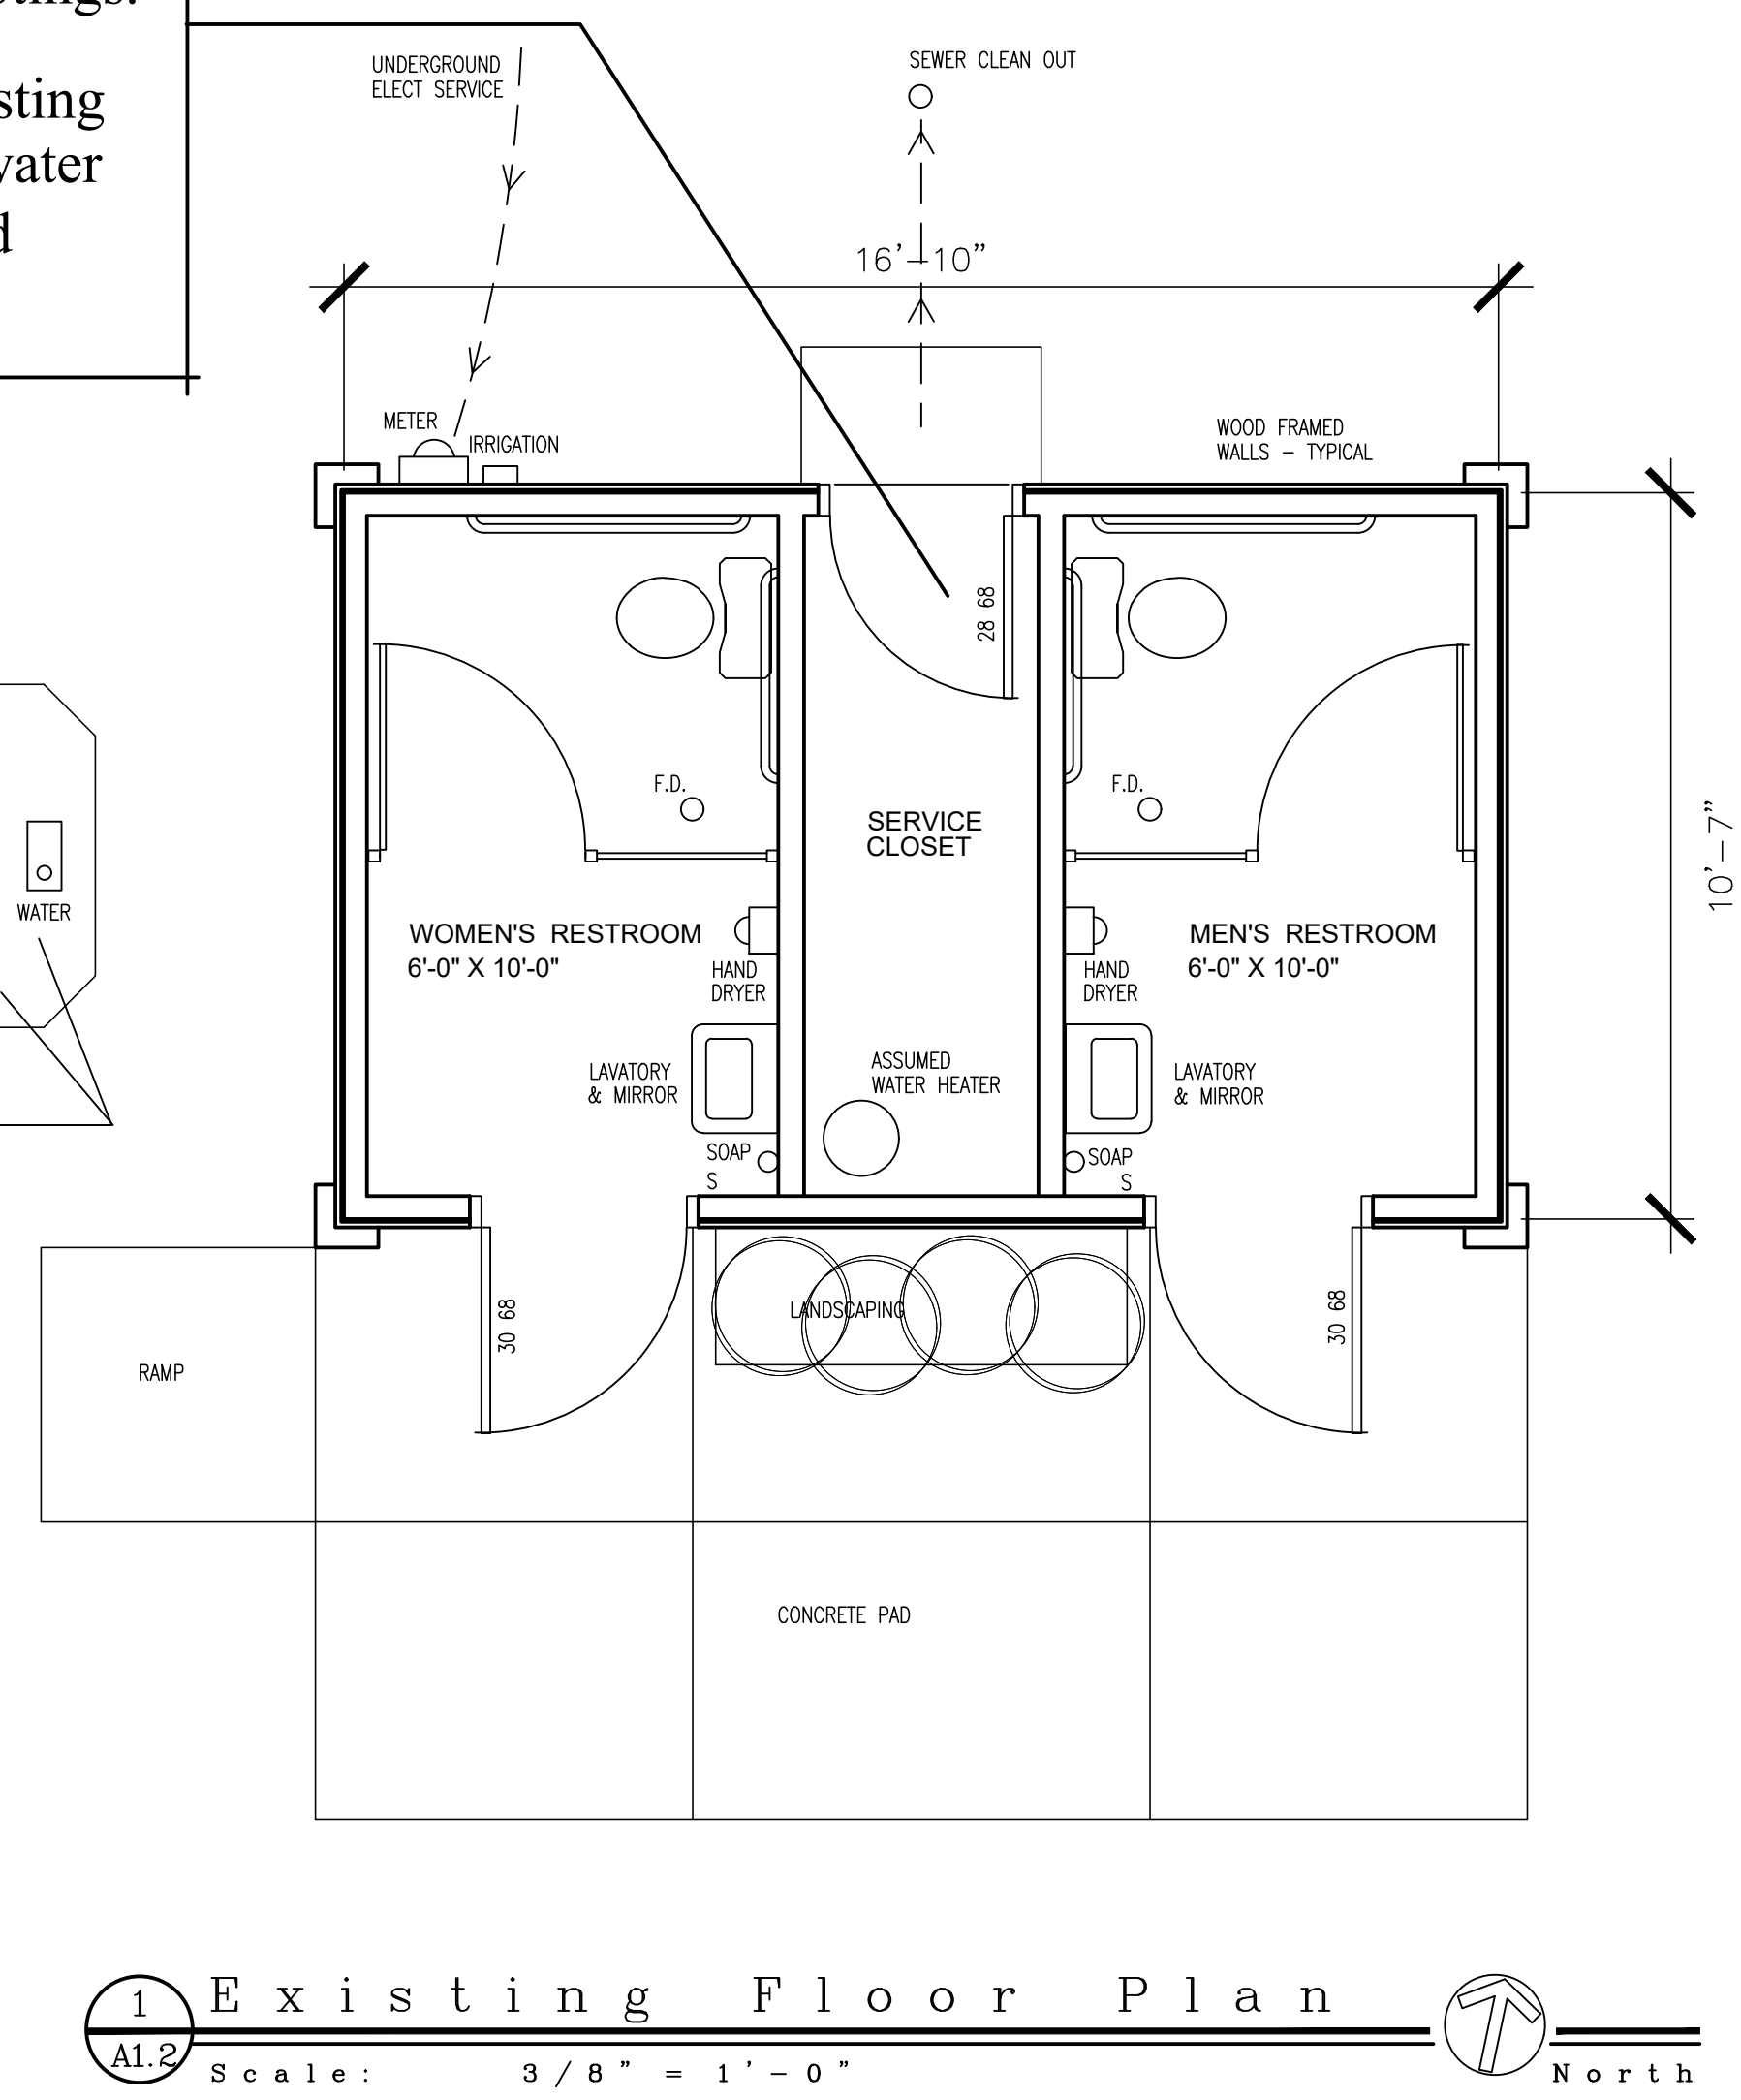 UNDERGROUND
ELECT SERVICE
SEWER CLEAN OUT
sting
d
16'-10"
METER
IRRIGATION
WOOD FRAMED
WALLS - TYPICAL
28 68
F.D.
F.D.
SERVICE
CLOSET
10'-7"
WATER
WOMEN'S RESTROOM
6'-0" X 10'-0"
MEN'S RESTROOM
6'-0" X 10'-0"
HAND
DRYER
HAND
DRYER
ASSUMED
WATER HEATER
LAVATORY
& MIRROR
LAVATORY
& MIRROR
SOAP
S
SOAP
S
30 68
LANDSCAPING
30 68
RAMP
CONCRETE PAD
1
A1.2
Existing Floor Plan
Scale: 3/8" = 1'-0"
North